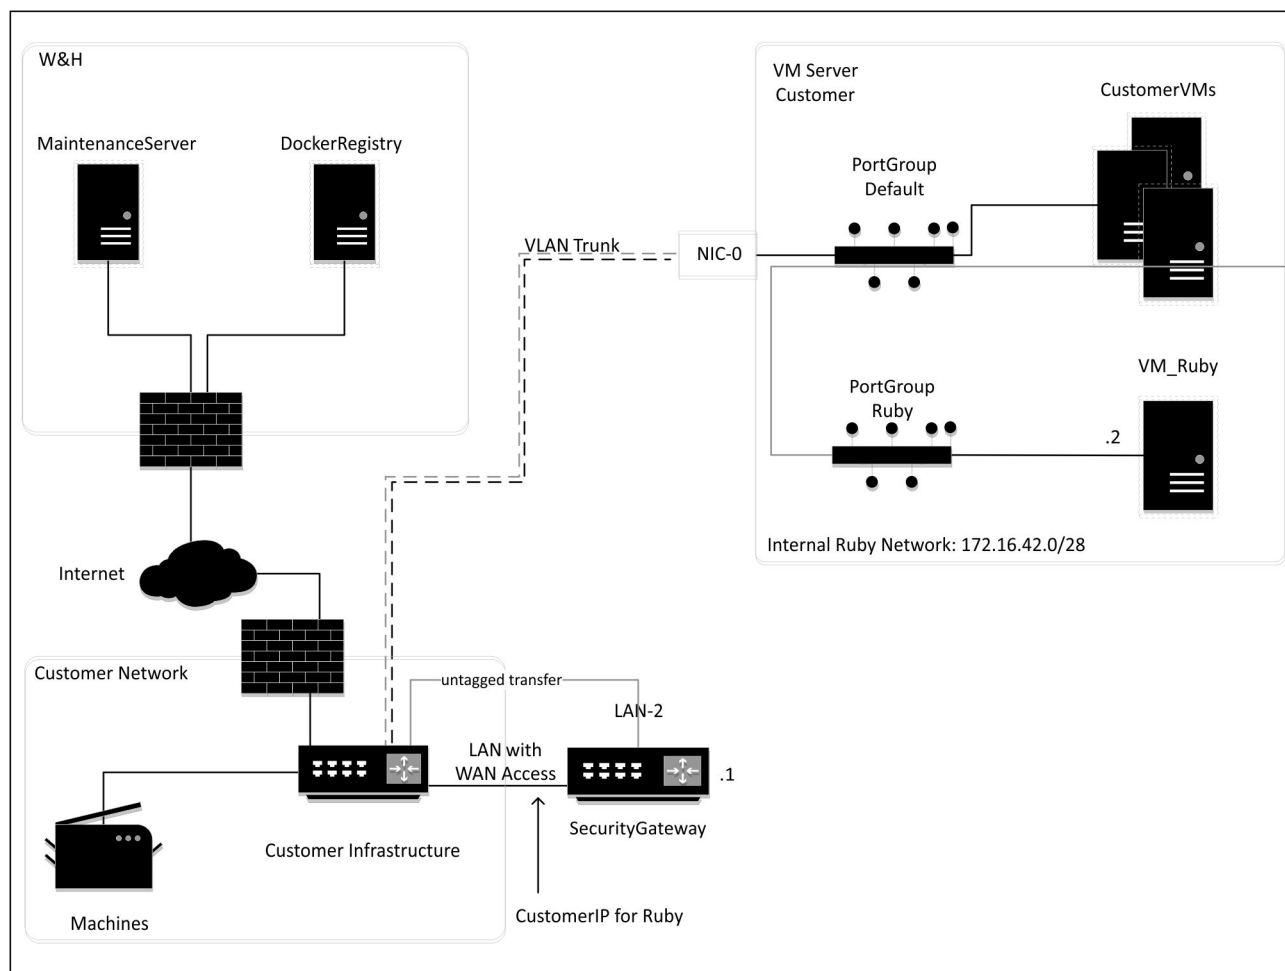 W&H
MaintenanceServer
DockerRegistry
VM Server
Customer
CustomerVMs
PortGroup
Default
VLAN Trunk
NIC-0
VM_Ruby
PortGroup
Ruby
.2
Internal Ruby Network: 172.16.42.0/28
Internet
Customer Network
untagged transfer
LAN-2
LAN with
WAN Access
.1
SecurityGateway
Customer Infrastructure
CustomerIP for Ruby
Machines